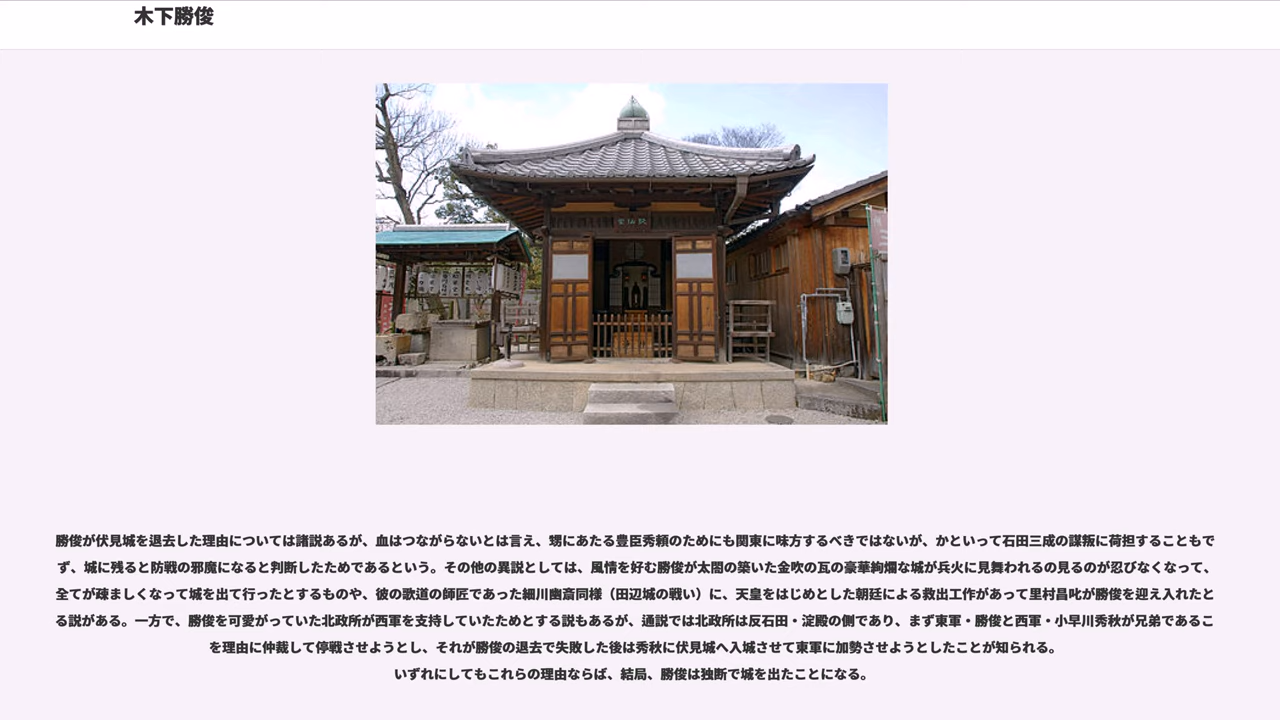 木下勝俊
勝俊が伏見城を退去した理由については諸説あるが、血はつながらないとは言え、甥にあたる豊臣秀頼のためにも関東に味方するべきではないが、かといって石田三成の謀叛に荷担することもで
ず、城に残ると防戦の邪魔になると判断したためであるという。その他の異説としては、風情を好む勝俊が太閤の築いた金吹の瓦の豪華絢爛な城が兵火に見舞われるの見るのが忍びなくなって、
全てが疎ましくなって城を出て行ったとするものや、彼の歌道の師匠であった細川幽斎同様（田辺城の戦い）に、天皇をはじめとした朝廷による救出工作があって里村昌叱が勝俊を迎え入れたと
る説がある。一方で、勝俊を可愛がっていた北政所が西軍を支持していたためとする説もあるが、通説では北政所は反石田・淀殿の側であり、まず東軍・勝俊と西軍・小早川秀秋が兄弟であるこ
を理由に仲裁して停戦させようとし、それが勝俊の退去で失敗した後は秀秋に伏見城へ入城させて東軍に加勢させようとしたことが知られる。
いずれにしてもこれらの理由ならば、結局、勝俊は独断で城を出たことになる。